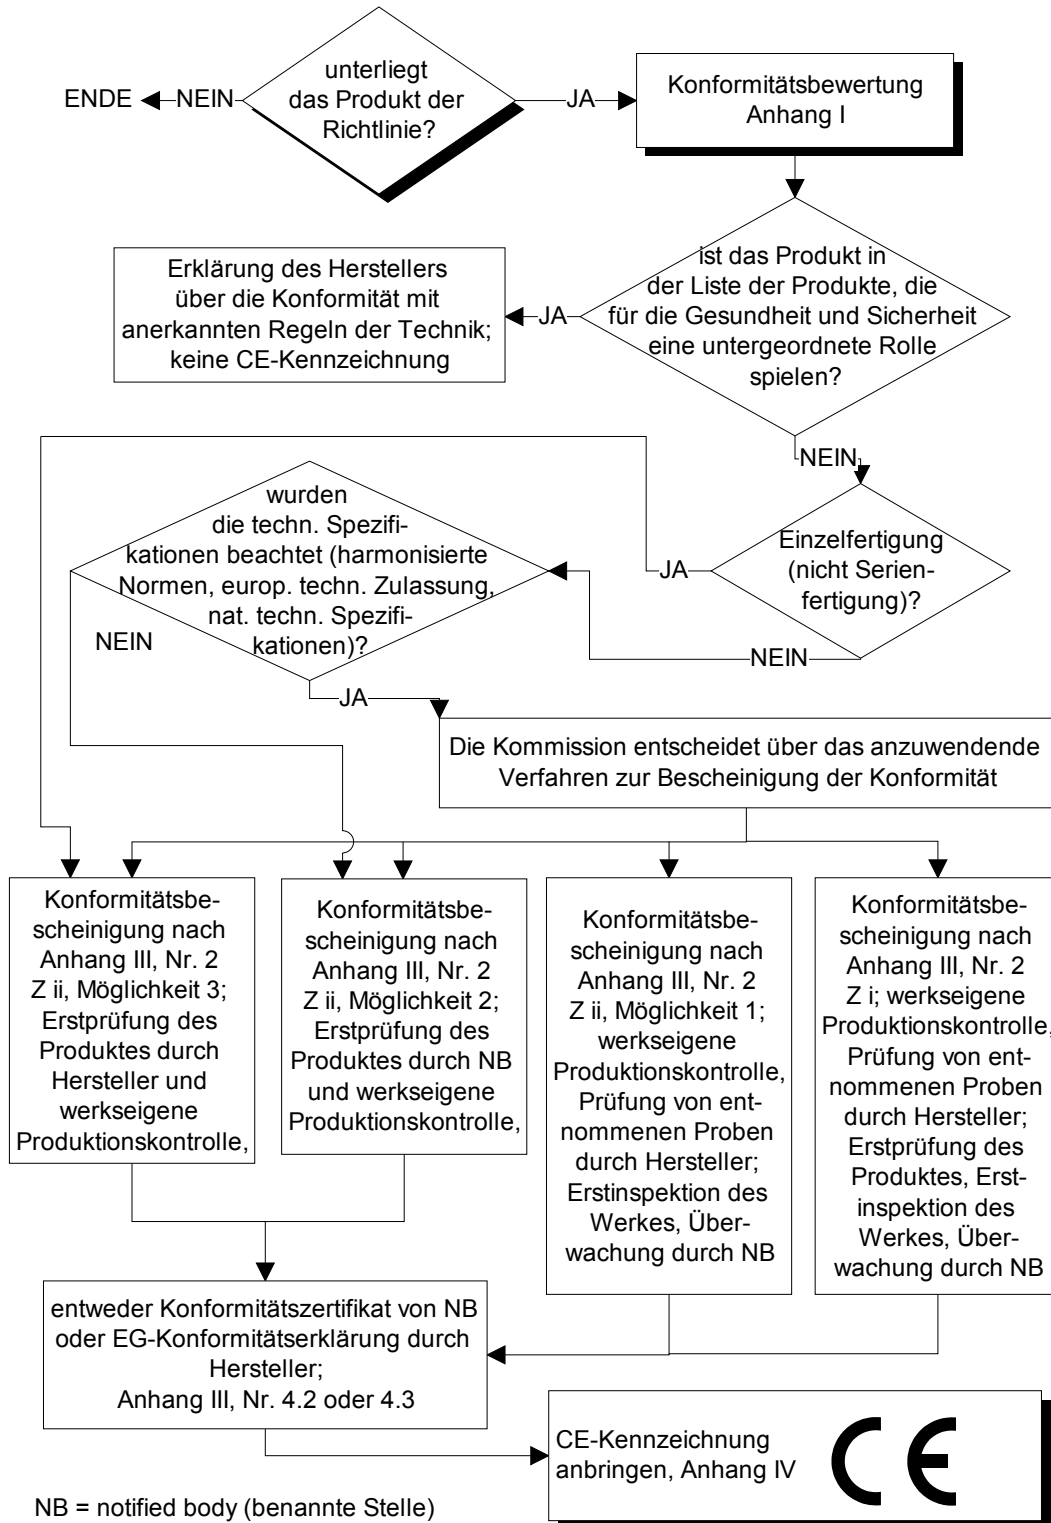 unterliegt
das Produkt der
Richtlinie?
ENDE
NEIN
JA
Konformitätsbewertung
Anhang I
ist das Produkt in
der Liste der Produkte, die
für die Gesundheit und Sicherheit
eine untergeordnete Rolle
spielen?
JA
Erklärung des Herstellers
über die Konformität mit
anerkannten Regeln der Technik;
keine CE-Kennzeichnung
NEIN
Einzelfertigung
(nicht Serien-
fertigung)?
JA
NEIN
wurden
die techn. Spezifi-
kationen beachtet (harmonisierte
Normen, europ. techn. Zulassung,
nat. techn. Spezifi-
kationen)?
NEIN
JA
Die Kommission entscheidet über das anzuwendende
Verfahren zur Bescheinigung der Konformität
Konformitätsbe-
scheinigung nach
Anhang III, Nr. 2
Z ii, Möglichkeit 3;
Erstprüfung des
Produktes durch
Hersteller und
werkseigene
Produktionskontrolle,
Konformitätsbe-
scheinigung nach
Anhang III, Nr. 2
Z ii, Möglichkeit 2;
Erstprüfung des
Produktes durch NB
und werkseigene
Produktionskontrolle,
Konformitätsbe-
scheinigung nach
Anhang III, Nr. 2
Z ii, Möglichkeit 1;
werkseigene
Produktionskontrolle,
Prüfung von ent-
nommenen Proben
durch Hersteller;
Erstinspektion des
Werkes, Über-
wachung durch NB
Konformitätsbe-
scheinigung nach
Anhang III, Nr. 2
Z i; werkseigene
Produktionskontrolle,
Prüfung von ent-
nommenen Proben
durch Hersteller;
Erstprüfung des
Produktes, Erst-
inspektion des
Werkes, Über-
wachung durch NB
entweder Konformitätszertifikat von NB
oder EG-Konformitätserklärung durch
Hersteller;
Anhang III, Nr. 4.2 oder 4.3
CE-Kennzeichnung
anbringen, Anhang IV
CE
NB = notified body (benannte Stelle)